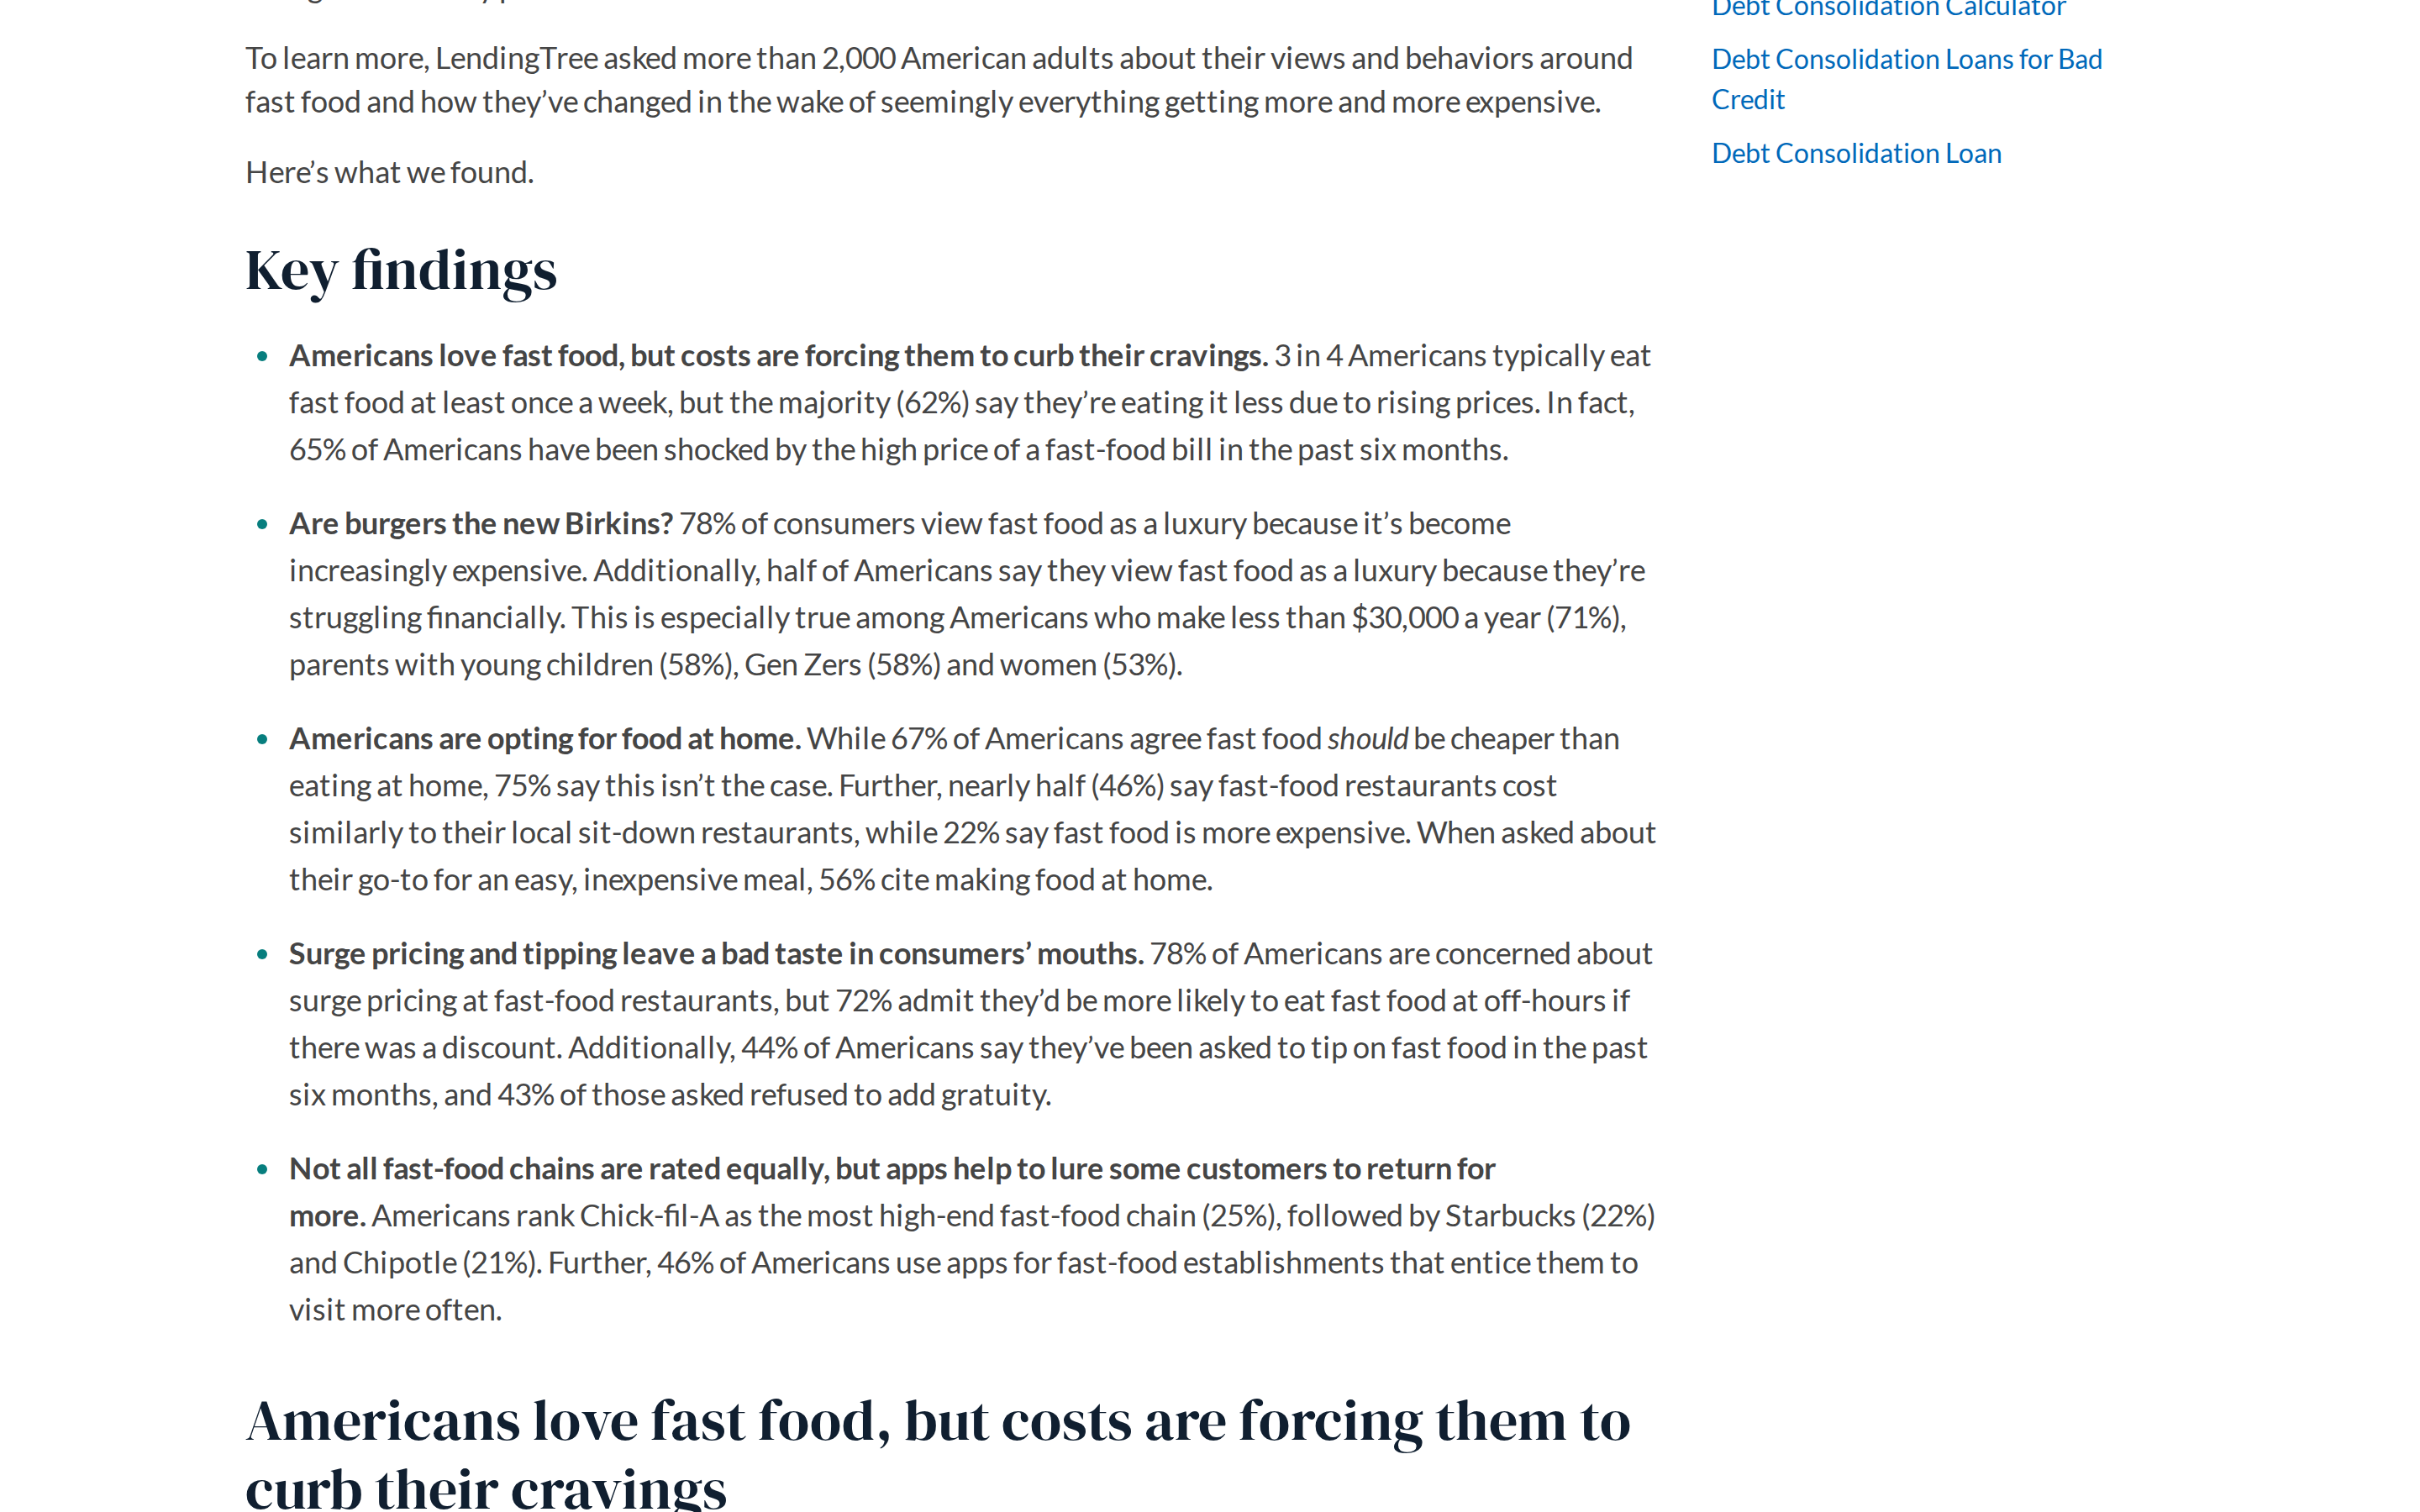 To learn more, LendingTree asked more than 2,000 American adults about their views and behaviors around
fast food and how they’ve changed in the wake of seemingly everything getting more and more expensive.
Here’s what we found.
Key findings
Americans love fast food, but costs are forcing them to curb their cravings. 3 in 4 Americans typically eat
fast food at least once a week, but the majority (62%) say they’re eating it less due to rising prices. In fact,
65% of Americans have been shocked by the high price of a fast-food bill in the past six months.
Are burgers the new Birkins? 78% of consumers view fast food as a luxury because it’s become
increasingly expensive. Additionally, half of Americans say they view fast food as a luxury because they’re
struggling financially. This is especially true among Americans who make less than $30,000 a year (71%),
parents with young children (58%), Gen Zers (58%) and women (53%).
Americans are opting for food at home. While 67% of Americans agree fast food should be cheaper than
eating at home, 75% say this isn’t the case. Further, nearly half (46%) say fast-food restaurants cost
similarly to their local sit-down restaurants, while 22% say fast food is more expensive. When asked about
their go-to for an easy, inexpensive meal, 56% cite making food at home.
Surge pricing and tipping leave a bad taste in consumers’ mouths. 78% of Americans are concerned about
surge pricing at fast-food restaurants, but 72% admit they’d be more likely to eat fast food at off-hours if
there was a discount. Additionally, 44% of Americans say they’ve been asked to tip on fast food in the past
six months, and 43% of those asked refused to add gratuity.
Not all fast-food chains are rated equally, but apps help to lure some customers to return for
more. Americans rank Chick-fil-A as the most high-end fast-food chain (25%), followed by Starbucks (22%)
and Chipotle (21%). Further, 46% of Americans use apps for fast-food establishments that entice them to
visit more often.
Americans love fast food, but costs are forcing them to
curb their cravings
Debt Consolidation Calculator
Debt Consolidation Loans for Bad
Credit
Debt Consolidation Loan